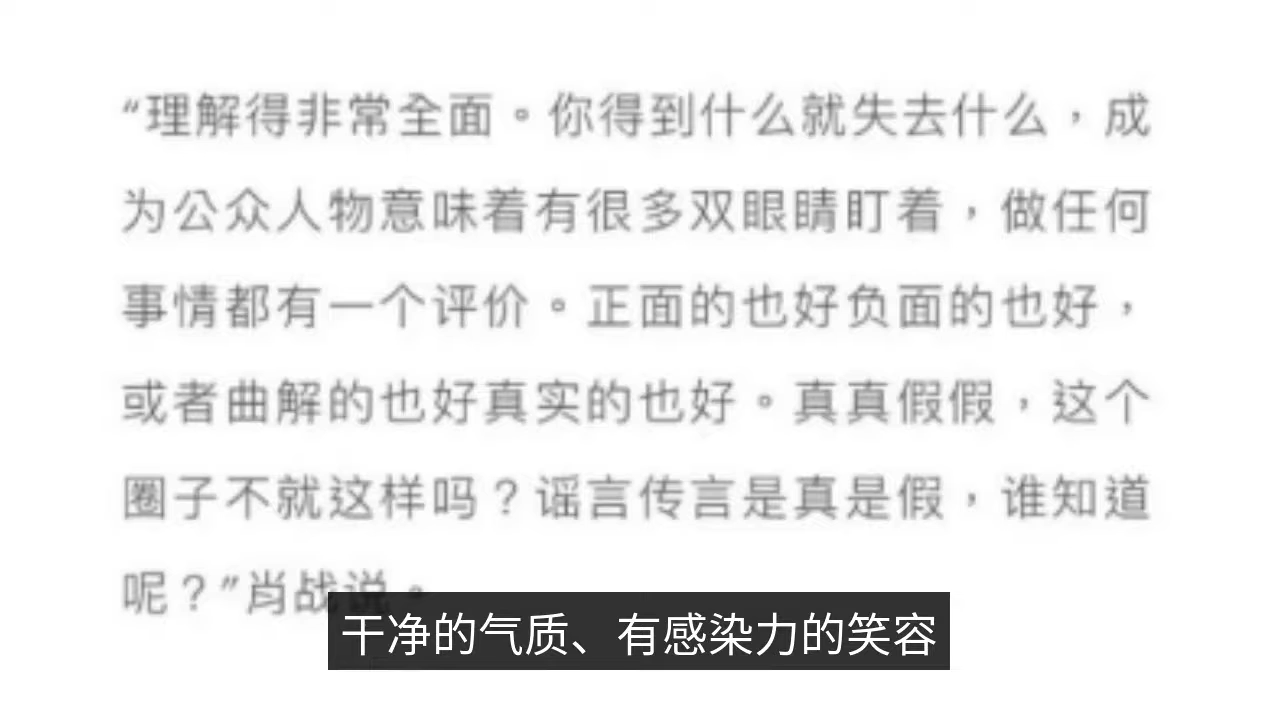 “理解得非常全面。你得到什么就失去什么，成
为公众人物意味着有很多双眼睛盯着，做任何
事情都有一个评价。正面的也好负面的也好，
或者曲解的也好真实的也好。真真假假，这个
圈子不就这样吗？谣言传言是真是假，谁知道
呢？”肖战说。
干净的气质、有感染力的笑容